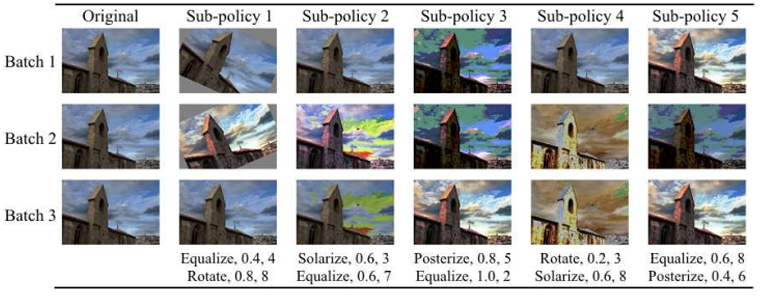 Original Sub-policy 1 Sub-policy 2 Sub-policy 3 Sub-policy 4 Sub-policy 5
Batch 1
Batch 2
Batch 3
Equalize, 0.4, 4 Solarize, 0.6, 3 Posterize, 0.8, 5 Rotate, 0.2, 3 Equalize, 0.6, 8
Rotate, 0.8, 8 Equalize, 0.6, 7 Equalize, 1.0, 2 Solarize, 0.6, 8 Posterize, 0.4, 6